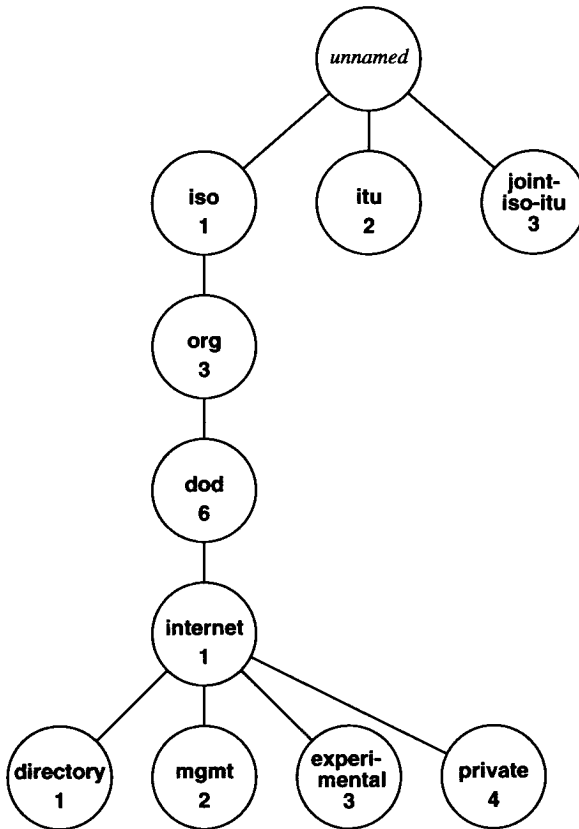 unnamed
iso
1
itu
2
joint-
iso-itu
3
org
3
dod
6
internet
1
directory
1
mgmt
2
experi-
mental
3
private
4